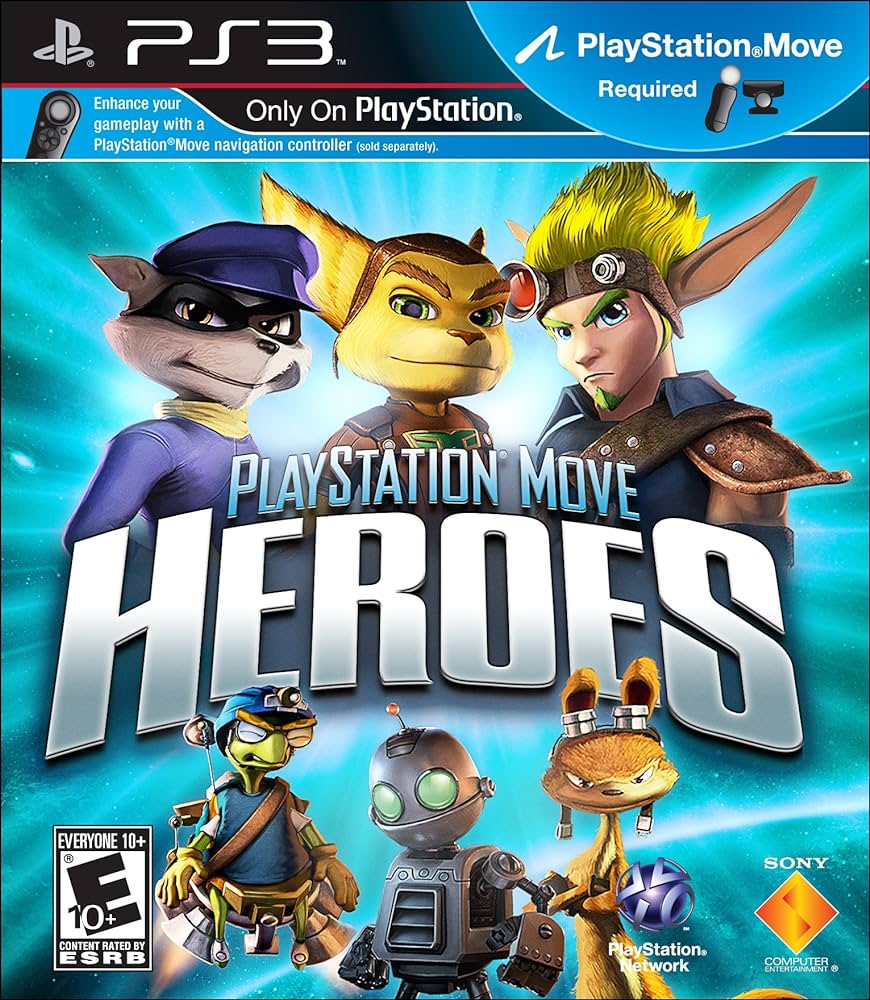 PS3™
PlayStation®Move
Required
Enhance your
gameplay with a
PlayStation®Move navigation controller (sold separately).
Only On PlayStation®
PLAYSTATION® MOVE
HEROES
EVERYONE 10+
®
E
10+
CONTENT RATED BY
ESRB
PlayStation®
Network
SONY
COMPUTER
ENTERTAINMENT®